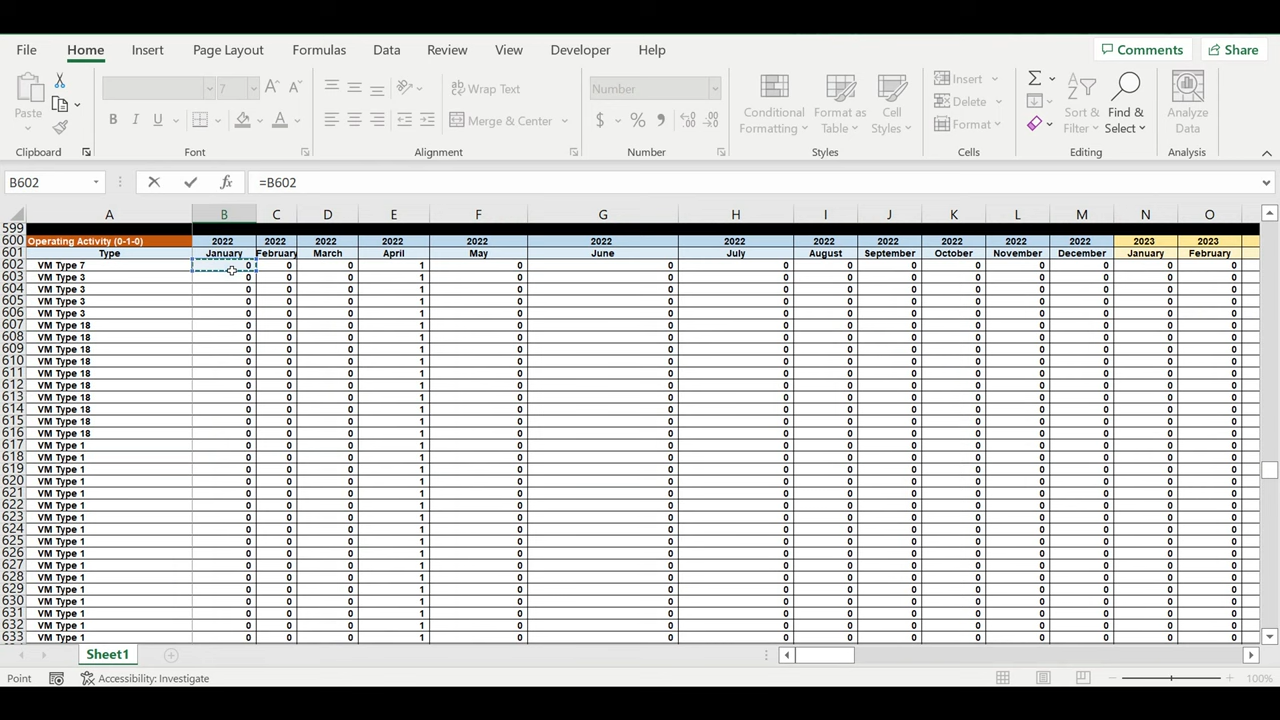 File Home Insert Page Layout Formulas Data Review View Developer Help Comments Share
Paste 7 Wrap Text Number Insert
B I U Merge & Center $ % 9 Conditional Format as Cell Delete Sort & Find & Analyze
Formatting Table Styles Format Filter Select Data
Clipboard Font Alignment Number Styles Cells Editing Analysis
B602 fx =B602
A B C D E F G H I J K L M N O
599
600 Operating Activity (0-1-0) 2022 2022 2022 2022 2022 2022 2022 2022 2022 2022 2022 2022 2023 2023
601 Type January February March April May June July August September October November December January February
602 VM Type 7 0 0 0 1 0 0 0 0 0 0 0 0 0 0
603 VM Type 3 0 0 0 1 0 0 0 0 0 0 0 0 0 0
604 VM Type 3 0 0 0 1 0 0 0 0 0 0 0 0 0 0
605 VM Type 3 0 0 0 1 0 0 0 0 0 0 0 0 0 0
606 VM Type 3 0 0 0 1 0 0 0 0 0 0 0 0 0 0
607 VM Type 18 0 0 0 1 0 0 0 0 0 0 0 0 0 0
608 VM Type 18 0 0 0 1 0 0 0 0 0 0 0 0 0 0
609 VM Type 18 0 0 0 1 0 0 0 0 0 0 0 0 0 0
610 VM Type 18 0 0 0 1 0 0 0 0 0 0 0 0 0 0
611 VM Type 18 0 0 0 1 0 0 0 0 0 0 0 0 0 0
612 VM Type 18 0 0 0 1 0 0 0 0 0 0 0 0 0 0
613 VM Type 18 0 0 0 1 0 0 0 0 0 0 0 0 0 0
614 VM Type 18 0 0 0 1 0 0 0 0 0 0 0 0 0 0
615 VM Type 18 0 0 0 1 0 0 0 0 0 0 0 0 0 0
616 VM Type 18 0 0 0 1 0 0 0 0 0 0 0 0 0 0
617 VM Type 1 0 0 0 1 0 0 0 0 0 0 0 0 0 0
618 VM Type 1 0 0 0 1 0 0 0 0 0 0 0 0 0 0
619 VM Type 1 0 0 0 1 0 0 0 0 0 0 0 0 0 0
620 VM Type 1 0 0 0 1 0 0 0 0 0 0 0 0 0 0
621 VM Type 1 0 0 0 1 0 0 0 0 0 0 0 0 0 0
622 VM Type 1 0 0 0 1 0 0 0 0 0 0 0 0 0 0
623 VM Type 1 0 0 0 1 0 0 0 0 0 0 0 0 0 0
624 VM Type 1 0 0 0 1 0 0 0 0 0 0 0 0 0 0
625 VM Type 1 0 0 0 1 0 0 0 0 0 0 0 0 0 0
626 VM Type 1 0 0 0 1 0 0 0 0 0 0 0 0 0 0
627 VM Type 1 0 0 0 1 0 0 0 0 0 0 0 0 0 0
628 VM Type 1 0 0 0 1 0 0 0 0 0 0 0 0 0 0
629 VM Type 1 0 0 0 1 0 0 0 0 0 0 0 0 0 0
630 VM Type 1 0 0 0 1 0 0 0 0 0 0 0 0 0 0
631 VM Type 1 0 0 0 1 0 0 0 0 0 0 0 0 0 0
632 VM Type 1 0 0 0 1 0 0 0 0 0 0 0 0 0 0
633 VM Type 1 0 0 0 1 0 0 0 0 0 0 0 0 0 0
Sheet1
Point Accessibility: Investigate 100%